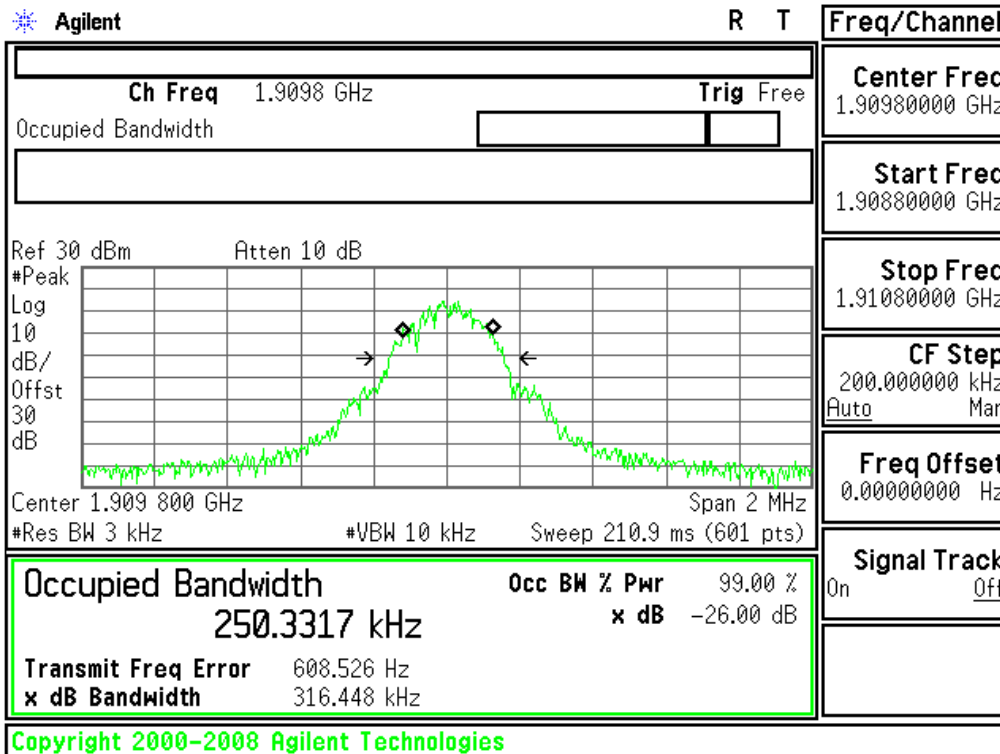 Agilent
R T
Freq/Channel
Ch Freq 1.9098 GHz
Trig Free
Occupied Bandwidth
Center Freq
1.90980000 GHz
Start Freq
1.90880000 GHz
Stop Freq
1.91080000 GHz
CF Step
200.000000 kHz
Auto Man
Freq Offset
0.00000000 Hz
Signal Track
On Off
Ref 30 dBm
Atten 10 dB
#Peak
Log
10
dB/
Offst
30
dB
Center 1.909 800 GHz
Span 2 MHz
#Res BW 3 kHz
#VBW 10 kHz
Sweep 210.9 ms (601 pts)
Occupied Bandwidth
250.3317 kHz
Occ BW % Pwr 99.00 %
x dB -26.00 dB
Transmit Freq Error 608.526 Hz
x dB Bandwidth 316.448 kHz
Copyright 2000-2008 Agilent Technologies